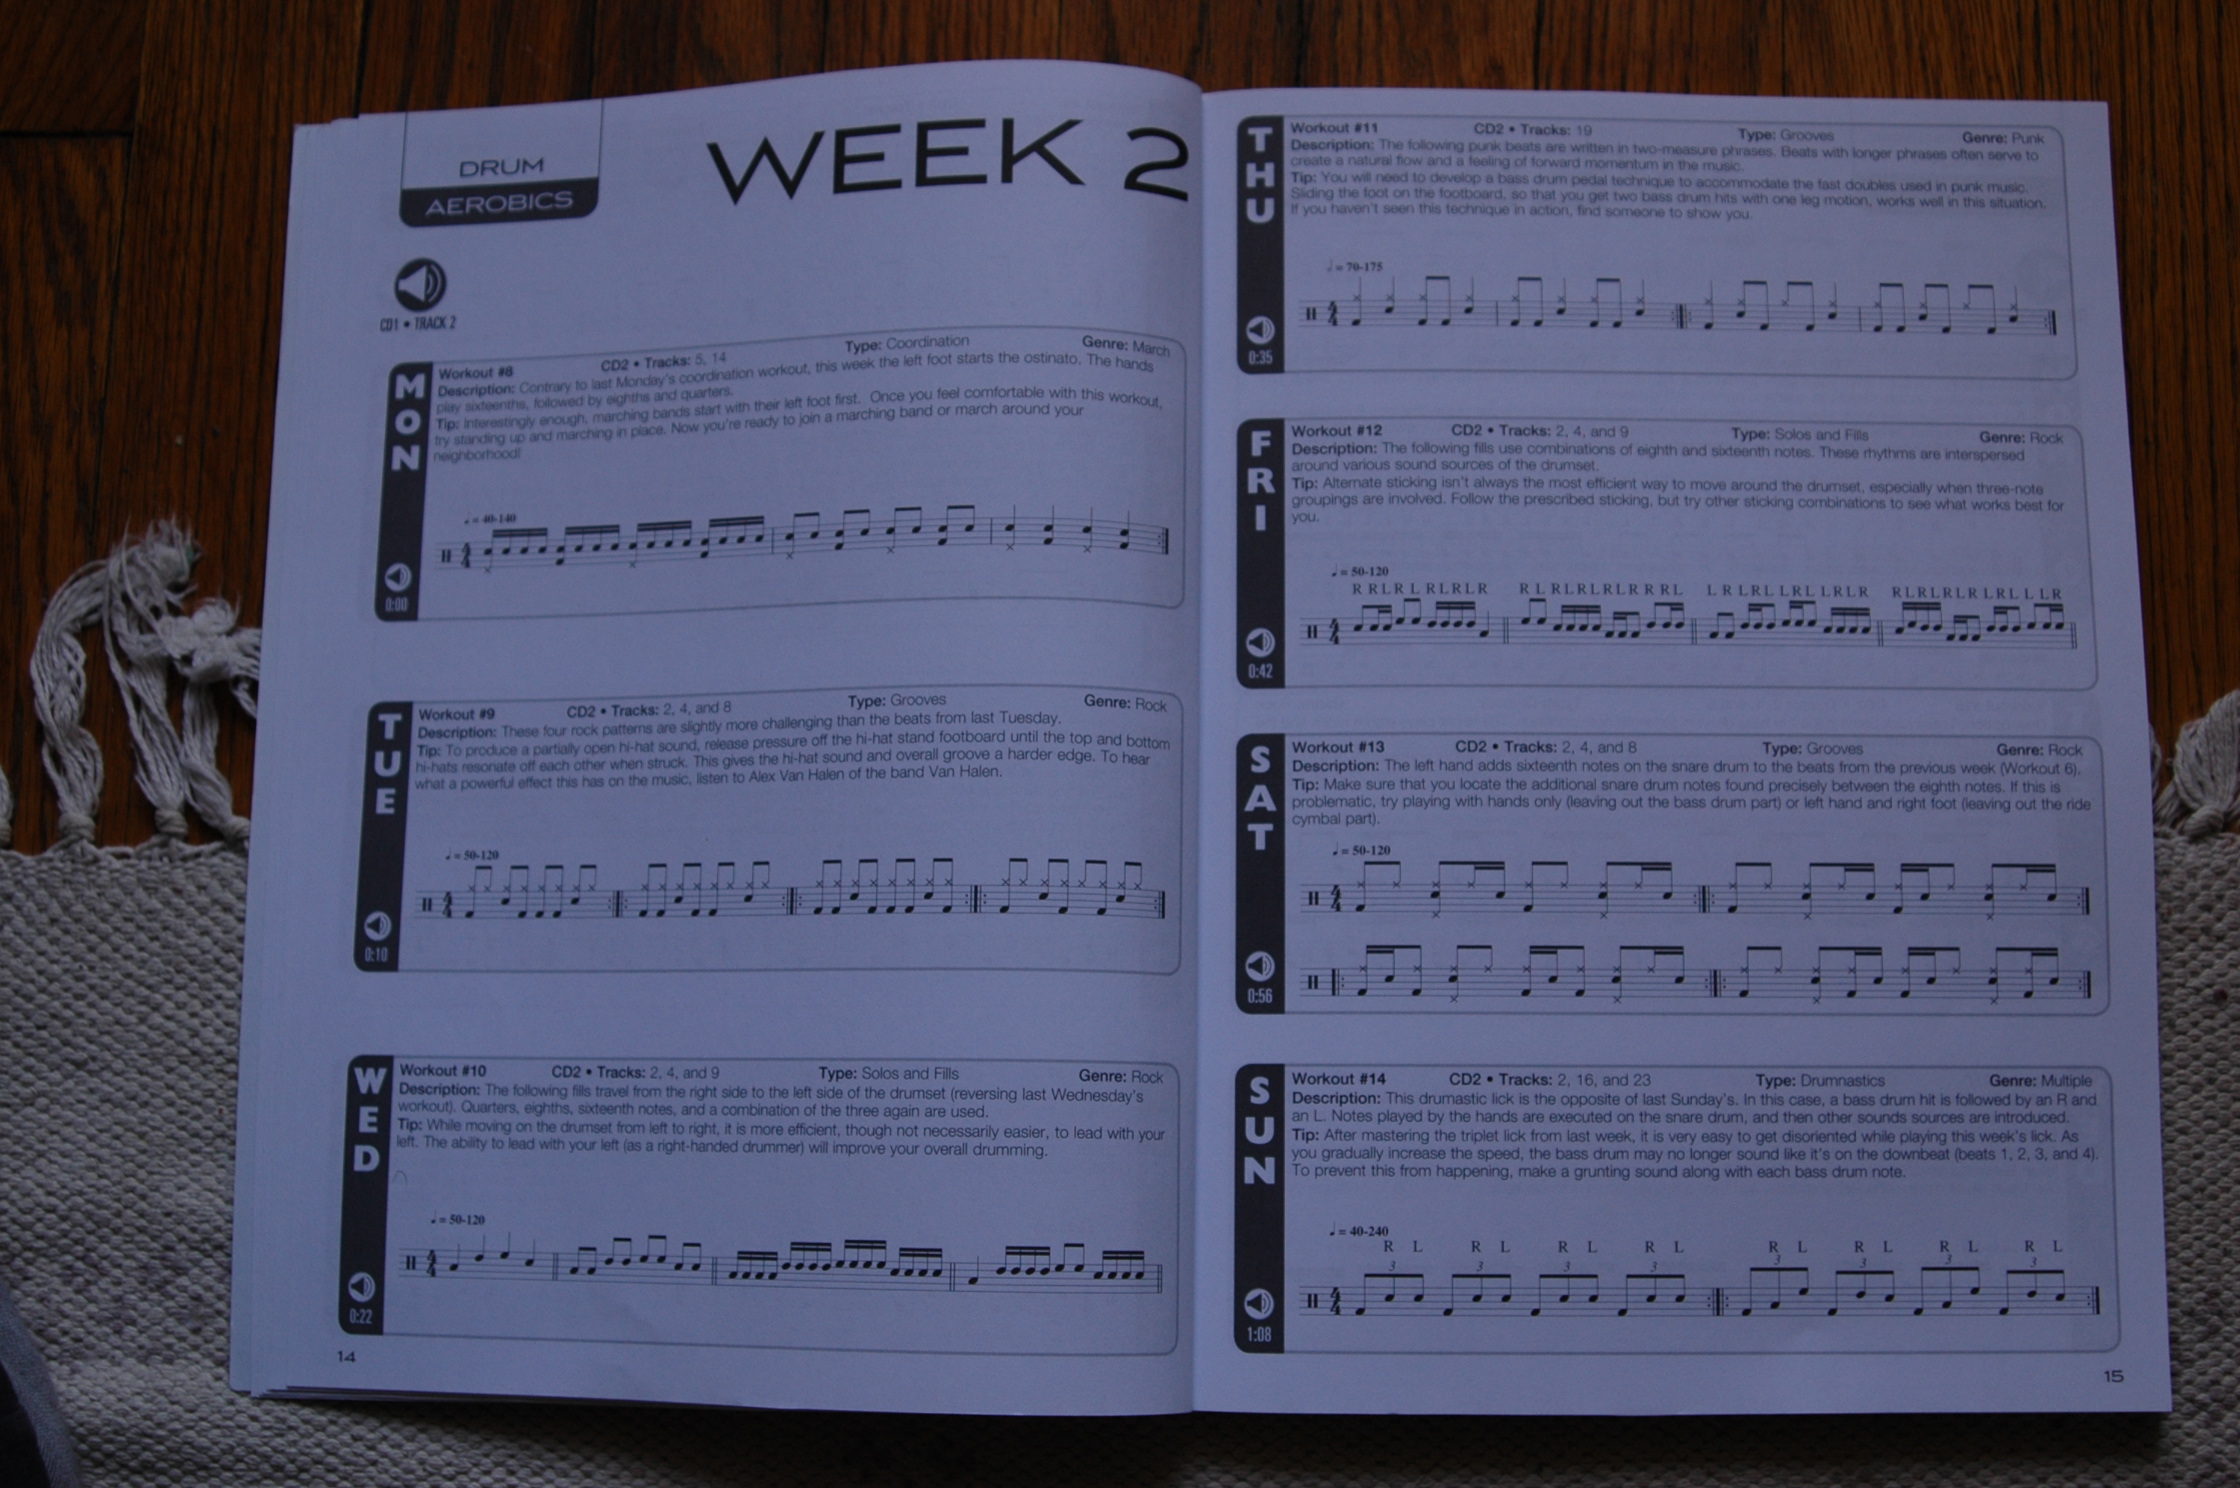 DRUM
AEROBICS
WEEK 2
CD1 • TRACK 2
MON
Workout #8 CD2 • Tracks: 5, 14 Type: Coordination Genre: March
Description: Contrary to last Monday's coordination workout, this week the left foot starts the ostinato. The hands
play sixteenths, followed by eighths and quarters.
Tip: Interestingly enough, marching bands start with their left foot first. Once you feel comfortable with this workout,
try standing up and marching in place. Now you're ready to join a marching band or march around your
neighborhood!
♩ = 40-140
0:00
TUE
Workout #9 CD2 • Tracks: 2, 4, and 8 Type: Grooves Genre: Rock
Description: These four rock patterns are slightly more challenging than the beats from last Tuesday.
Tip: To produce a partially open hi-hat sound, release pressure off the hi-hat stand footboard until the top and bottom
hi-hats resonate off each other when struck. This gives the hi-hat sound and overall groove a harder edge. To hear
what a powerful effect this has on the music, listen to Alex Van Halen of the band Van Halen.
♩ = 50-120
0:10
WED
Workout #10 CD2 • Tracks: 2, 4, and 9 Type: Solos and Fills Genre: Rock
Description: The following fills travel from the right side to the left side of the drumset (reversing last Wednesday's
workout). Quarters, eighths, sixteenth notes, and a combination of the three again are used.
Tip: While moving on the drumset from left to right, it is more efficient, though not necessarily easier, to lead with your
left. The ability to lead with your left (as a right-handed drummer) will improve your overall drumming.
♩ = 50-120
0:22
14
THU
Workout #11 CD2 • Tracks: 19 Type: Grooves Genre: Punk
Description: The following punk beats are written in two-measure phrases. Beats with longer phrases often serve to
create a natural flow and a feeling of forward momentum in the music.
Tip: You will need to develop a bass drum pedal technique to accommodate the fast doubles used in punk music.
Sliding the foot on the footboard, so that you get two bass drum hits with one leg motion, works well in this situation.
If you haven't seen this technique in action, find someone to show you.
♩ = 70-175
0:35
FRI
Workout #12 CD2 • Tracks: 2, 4, and 9 Type: Solos and Fills Genre: Rock
Description: The following fills use combinations of eighth and sixteenth notes. These rhythms are interspersed
around various sound sources of the drumset.
Tip: Alternate sticking isn't always the most efficient way to move around the drumset, especially when three-note
groupings are involved. Follow the prescribed sticking, but try other sticking combinations to see what works best for
you.
♩ = 50-120
R R L R L R L R L R R L R L R L R L R R R L L R L R L L R L L R L R R L R L R L R L R L L L R
0:42
SAT
Workout #13 CD2 • Tracks: 2, 4, and 8 Type: Grooves Genre: Rock
Description: The left hand adds sixteenth notes on the snare drum to the beats from the previous week (Workout 6).
Tip: Make sure that you locate the additional snare drum notes found precisely between the eighth notes. If this is
problematic, try playing with hands only (leaving out the bass drum part) or left hand and right foot (leaving out the ride
cymbal part).
♩ = 50-120
0:56
SUN
Workout #14 CD2 • Tracks: 2, 16, and 23 Type: Drumnastics Genre: Multiple
Description: This drumastic lick is the opposite of last Sunday's. In this case, a bass drum hit is followed by an R and
an L. Notes played by the hands are executed on the snare drum, and then other sounds sources are introduced.
Tip: After mastering the triplet lick from last week, it is very easy to get disoriented while playing this week's lick. As
you gradually increase the speed, the bass drum may no longer sound like it's on the downbeat (beats 1, 2, 3, and 4).
To prevent this from happening, make a grunting sound along with each bass drum note.
♩ = 40-240
R L R L R L R L R L R L R L R L
3 3 3 3 3 3 3 3
1:08
15